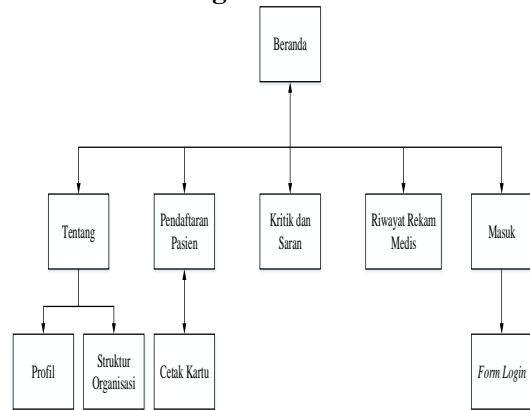 Beranda
Tentang
Pendaftaran
Pasien
Kritik dan
Saran
Riwayat Rekam
Medis
Masuk
Profil
Struktur
Organisasi
Cetak Kartu
Form Login